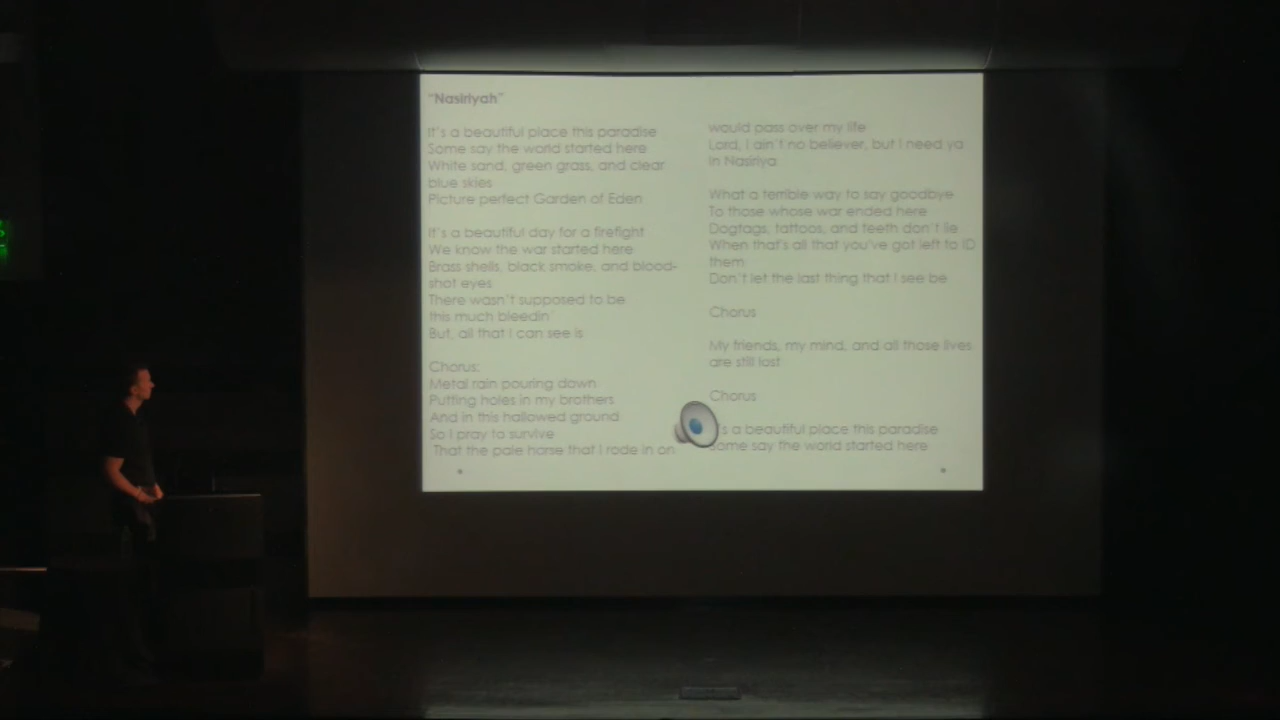 "Nasiriyah"
It's a beautiful place this paradise
Some say the world started here
White sand, green grass, and clear
blue skies
Picture perfect Garden of Eden
It's a beautiful day for a firefight
We know the war started here
Brass shells, black smoke, and blood-
shot eyes
There wasn't supposed to be
this much bleedin'
But, all that I can see is
Chorus:
Metal rain pouring down
Putting holes in my brothers
And in this hallowed ground
So I pray to survive
That the pale horse that I rode in on
would pass over my life
Lord, I ain't no believer, but I need ya
in Nasiriya
What a terrible way to say goodbye
To those whose war ended here
Dogtags, tattoos, and teeth don't lie
When that's all that you've got left to ID
them
Don't let the last thing that I see be
Chorus
My friends, my mind, and all those lives
are still lost
Chorus
's a beautiful place this paradise
Some say the world started here